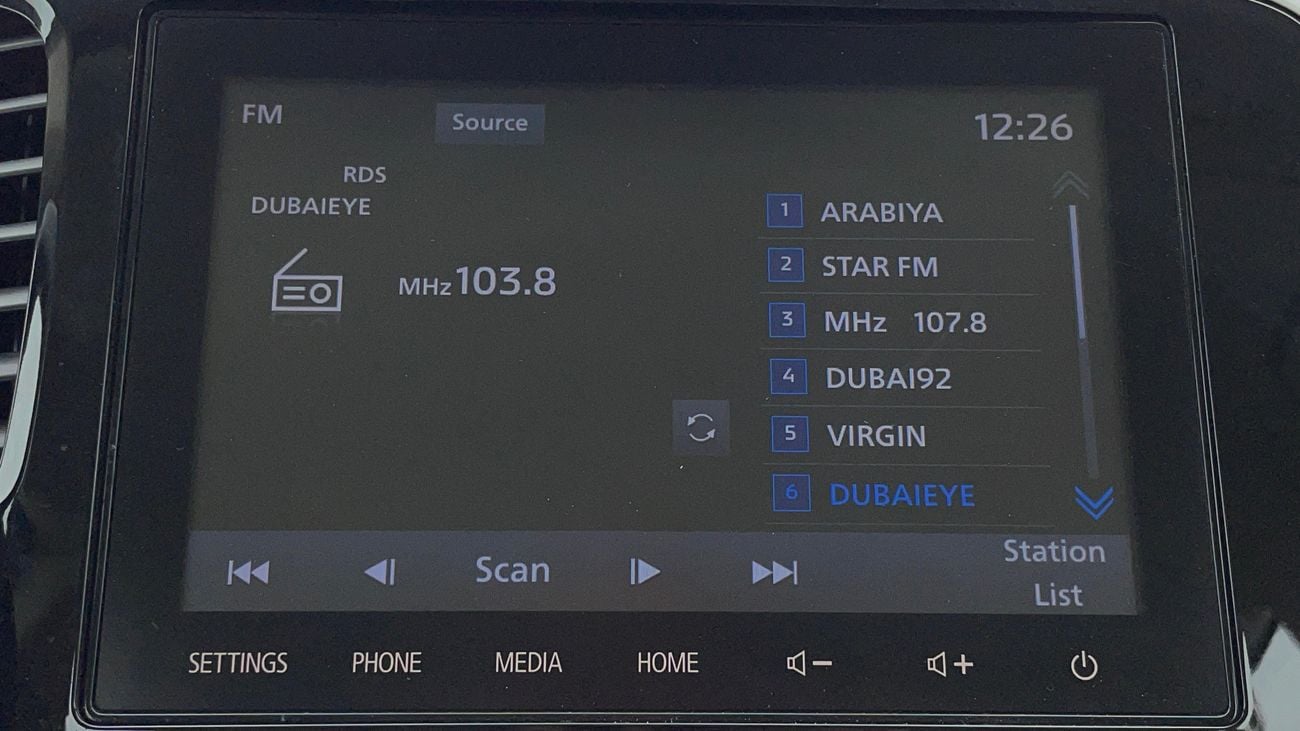 FM
Source
12:26
RDS
DUBAIEYE
MHz 103.8
1 ARABIYA
2 STAR FM
3 MHz 107.8
4 DUBAI92
5 VIRGIN
6 DUBAIEYE
Scan
Station
List
SETTINGS PHONE MEDIA HOME